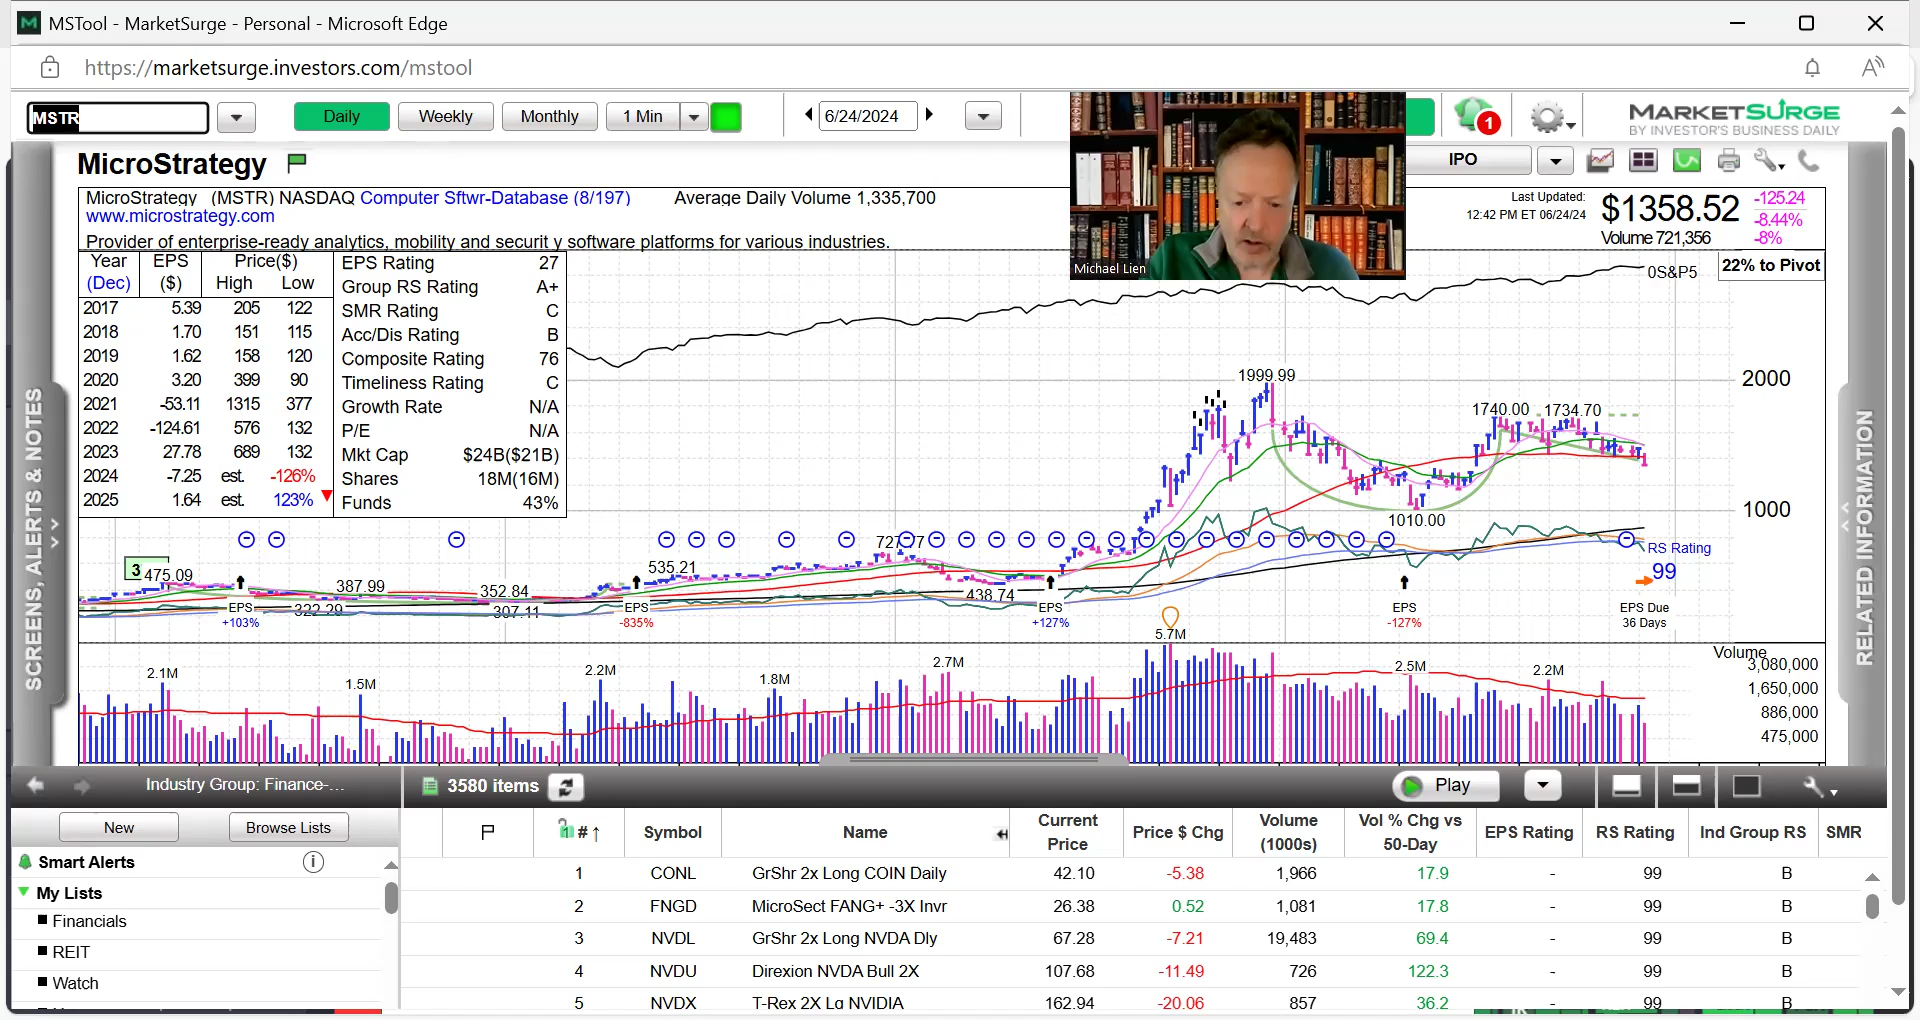 MSTool - MarketSurge - Personal - Microsoft Edge
https://marketsurge.investors.com/mstool
MSTR
Daily
Weekly
Monthly
1 Min
6/24/2024
1
MARKETSURGE
BY INVESTOR'S BUSINESS DAILY
MicroStrategy
IPO
MicroStrategy (MSTR) NASDAQ Computer Sftwr-Database (8/197) Average Daily Volume 1,335,700
www.microstrategy.com
Provider of enterprise-ready analytics, mobility and securit y software platforms for various industries.
Last Updated:
12:42 PM ET 06/24/24
$1358.52
Volume 721,356
-125.24
-8.44%
-8%
Michael Lien
22% to Pivot
0S&P5
Year EPS Price($)
(Dec) ($) High Low
2017 5.39 205 122
2018 1.70 151 115
2019 1.62 158 120
2020 3.20 399 90
2021 -53.11 1315 377
2022 -124.61 576 132
2023 27.78 689 132
2024 -7.25 est. -126%
2025 1.64 est. 123%
EPS Rating 27
Group RS Rating A+
SMR Rating C
Acc/Dis Rating B
Composite Rating 76
Timeliness Rating C
Growth Rate N/A
P/E N/A
Mkt Cap $24B($21B)
Shares 18M(16M)
Funds 43%
1999.99
1740.00
1734.70
2000
1010.00
1000
3
475.09
322.29
387.99
352.84
307.11
535.21
438.74
RS Rating
99
EPS
+103%
EPS
-835%
EPS
+127%
EPS
-127%
EPS Due
36 Days
5.7M
2.1M
1.5M
2.2M
1.8M
2.7M
2.5M
2.2M
Volume
3,080,000
1,650,000
886,000
475,000
SCREENS, ALERTS & NOTES
RELATED INFORMATION
Industry Group: Finance-...
3580 items
Play
New
Browse Lists
Smart Alerts
My Lists
Financials
REIT
Watch
1 # ↑ Symbol Name Current Price Price $ Chg Volume (1000s) Vol % Chg vs 50-Day EPS Rating RS Rating Ind Group RS SMR
1 CONL GrShr 2x Long COIN Daily 42.10 -5.38 1,966 17.9 - 99 B
2 FNGD MicroSect FANG+ -3X Invr 26.38 0.52 1,081 17.8 - 99 B
3 NVDL GrShr 2x Long NVDA Dly 67.28 -7.21 19,483 69.4 - 99 B
4 NVDU Direxion NVDA Bull 2X 107.68 -11.49 726 122.3 - 99 B
5 NVDX T-Rex 2X Lg NVIDIA 162.94 -20.06 857 36.2 - 99 B